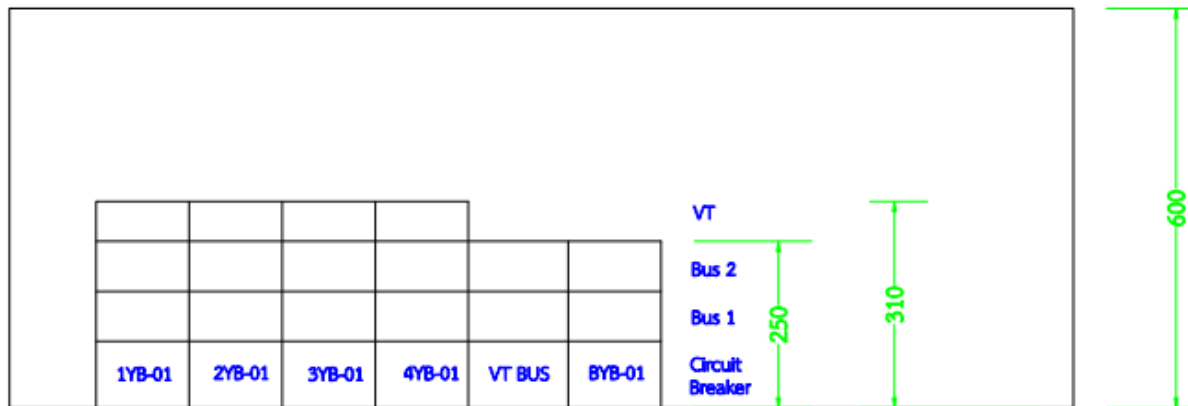 VT
Bus 2
Bus 1
Circuit
Breaker
1YB-01 2YB-01 3YB-01 4YB-01 VT BUS BYB-01
250
310
600